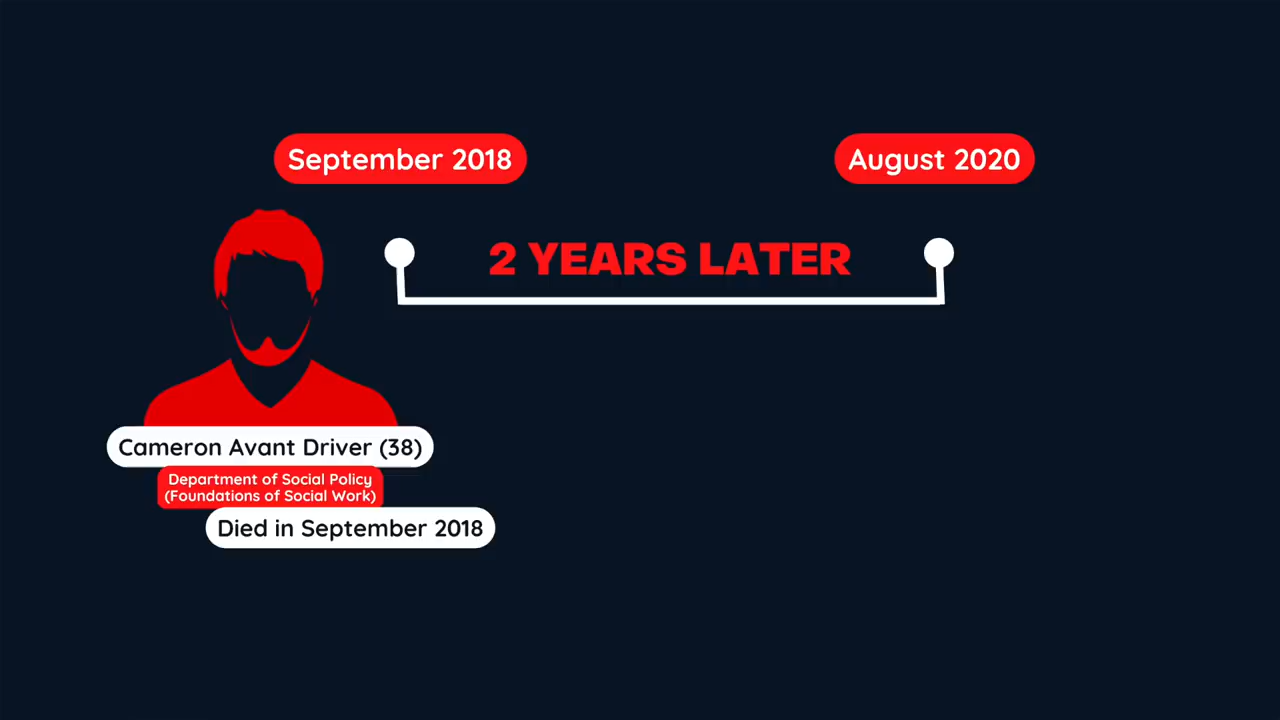 September 2018
August 2020
2 YEARS LATER
Cameron Avant Driver (38)
Department of Social Policy
(Foundations of Social Work)
Died in September 2018